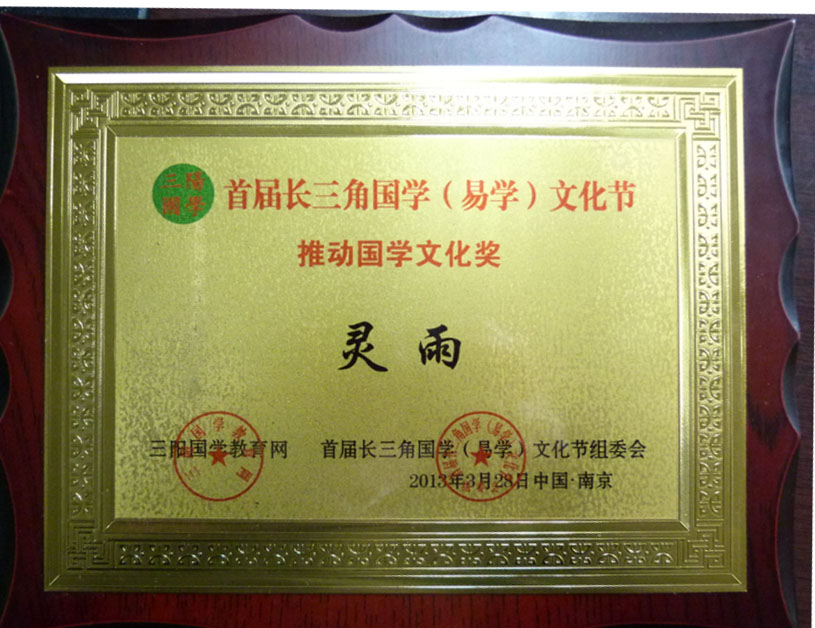 三陽
國學
首届长三角国学（易学）文化节
推动国学文化奖
灵雨
三阳国学教育网 首届长三角国学（易学）文化节组委会
2013年3月28日中国·南京